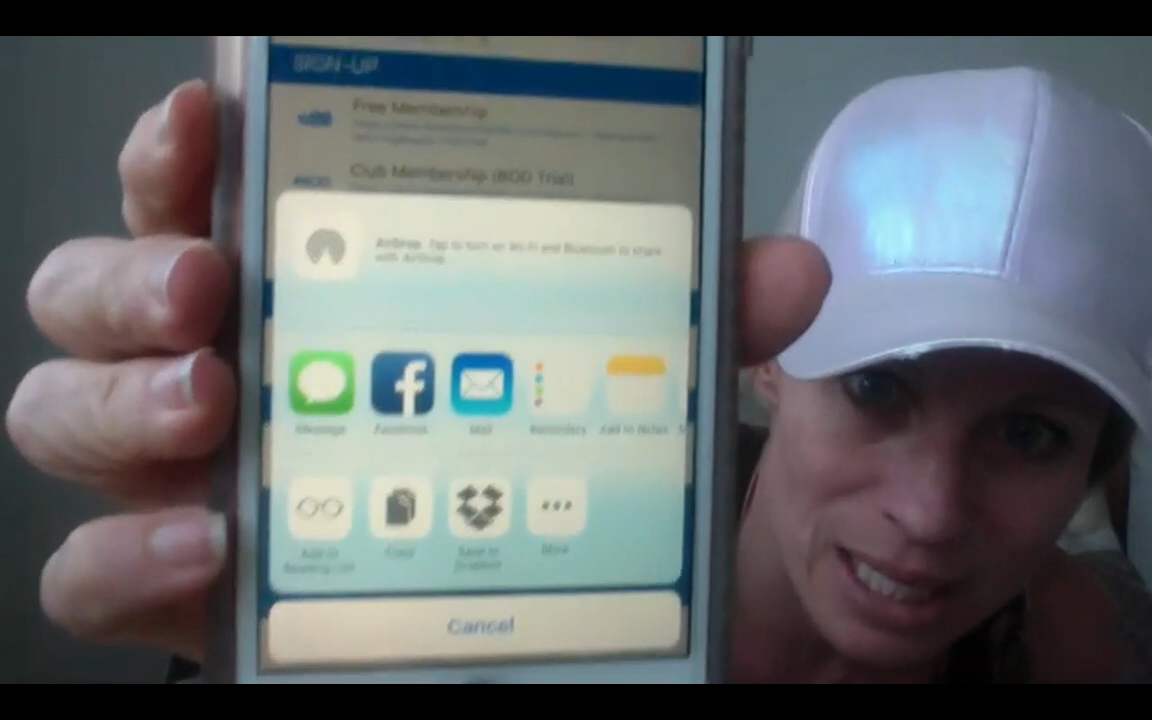 SIGN-UP
Free Membership
Club Membership (BOD Trial)
AirDrop. Tap to turn on Wi-Fi and Bluetooth to share
with AirDrop.
f
Message Facebook Mail Reminders Add to Notes
Add to Copy Save to More
Reading List Dropbox
Cancel